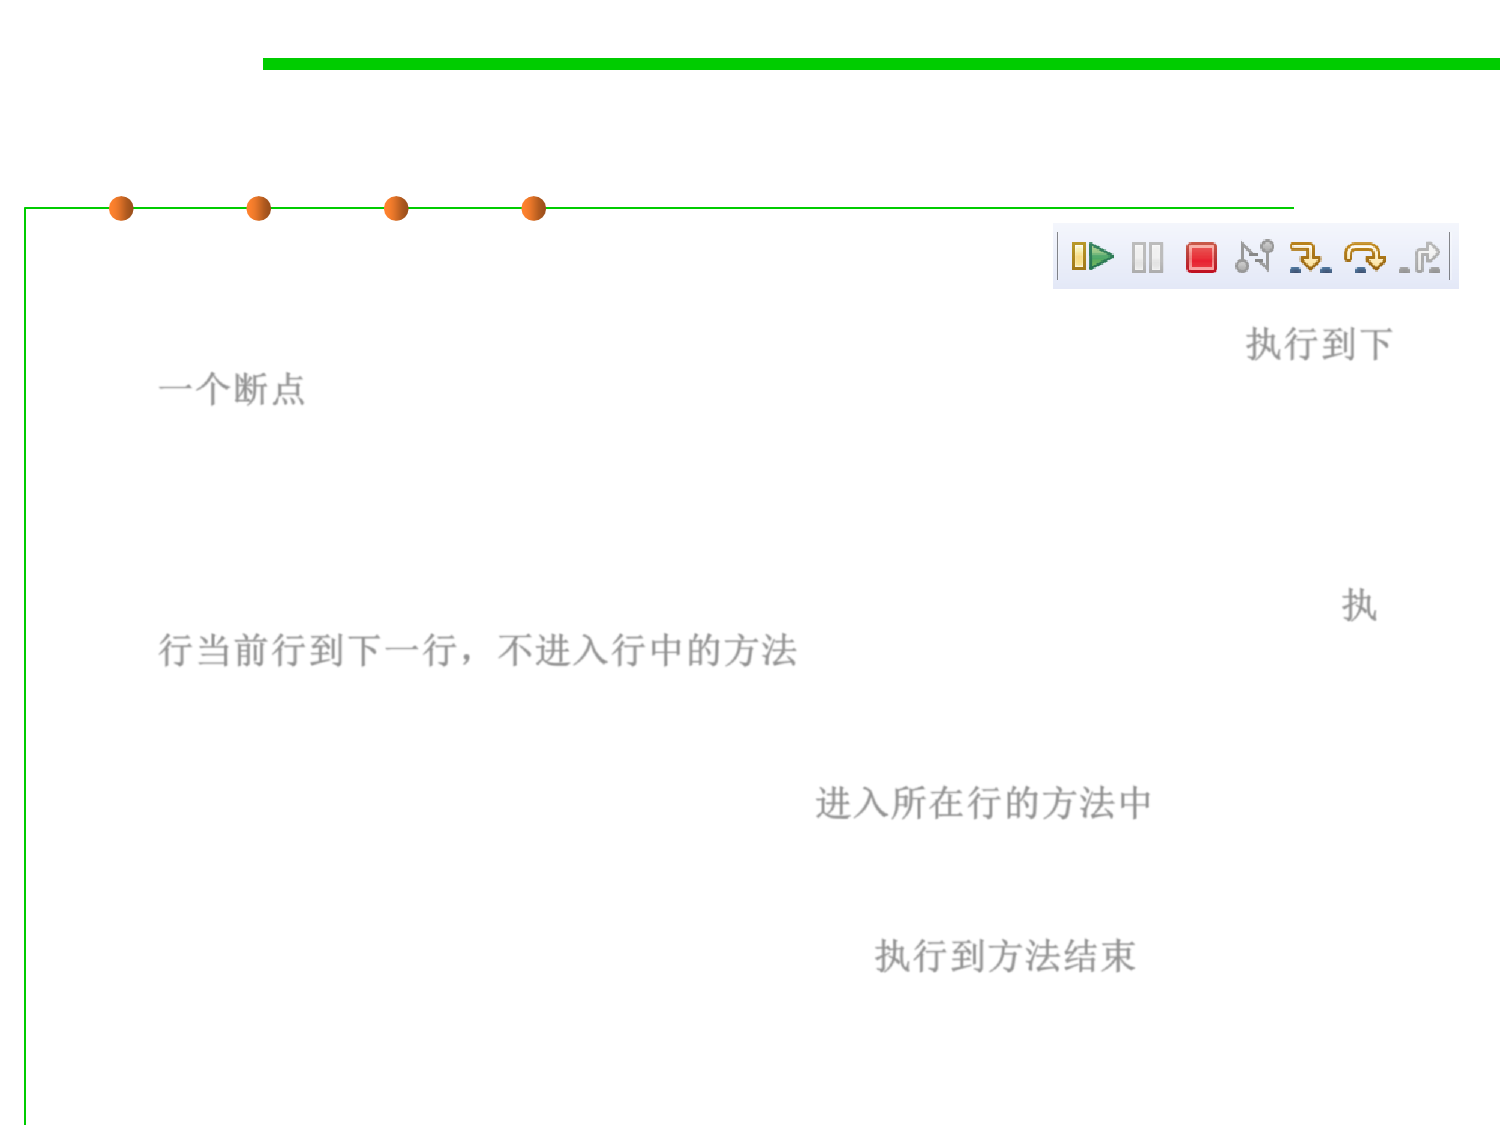 执行到下
一个断点
执
行当前行到下一行，不进入行中的方法
进入所在行的方法中
执行到方法结束